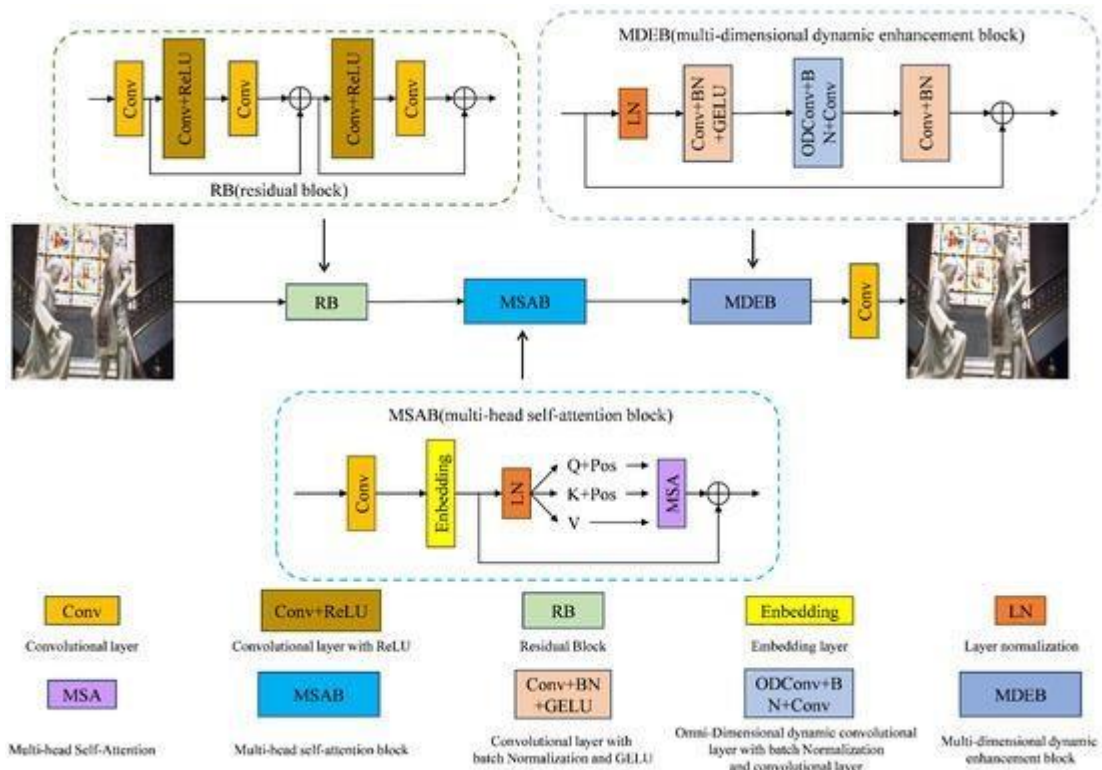 MDEB(multi-dimensional dynamic enhancement block)
Conv
Conv+ReLU
Conv
Conv+ReLU
Conv
RB(residual block)
LN
Conv+BN
+GELU
ODConv+B
N+Conv
Conv+BN
RB
MSAB
MDEB
Conv
MSAB(multi-head self-attention block)
Conv
Enbedding
LN
Q+Pos
K+Pos
V
MSA
Conv
Convolutional layer
Conv+ReLU
Convolutional layer with ReLU
RB
Residual Block
Enbedding
Embedding layer
LN
Layer normalization
MSA
Multi-head Self-Attention
MSAB
Multi-head self-attention block
Conv+BN
+GELU
Convolutional layer with
batch Normalization and GELU
ODConv+B
N+Conv
Omni-Dimensional dynamic convolutional
layer with batch Normalization
and convolutional layer
MDEB
Multi-dimensional dynamic
enhancement block